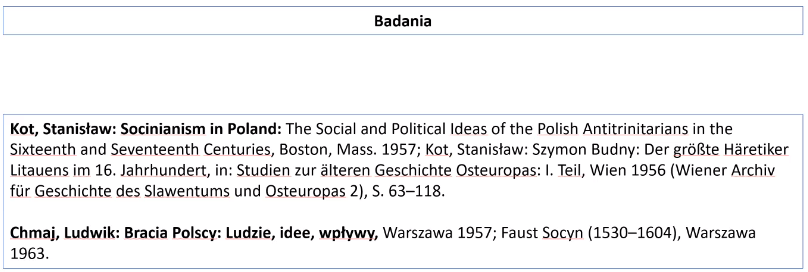 Badania
Kot, Stanisław: Socinianism in Poland: The Social and Political Ideas of the Polish Antitrinitarians in the
Sixteenth and Seventeenth Centuries, Boston, Mass. 1957; Kot, Stanisław: Szymon Budny: Der größte Häretiker
Litauens im 16. Jahrhundert, in: Studien zur älteren Geschichte Osteuropas: I. Teil, Wien 1956 (Wiener Archiv
für Geschichte des Slawentums und Osteuropas 2), S. 63–118.
Chmaj, Ludwik: Bracia Polscy: Ludzie, idee, wpływy, Warszawa 1957; Faust Socyn (1530–1604), Warszawa
1963.